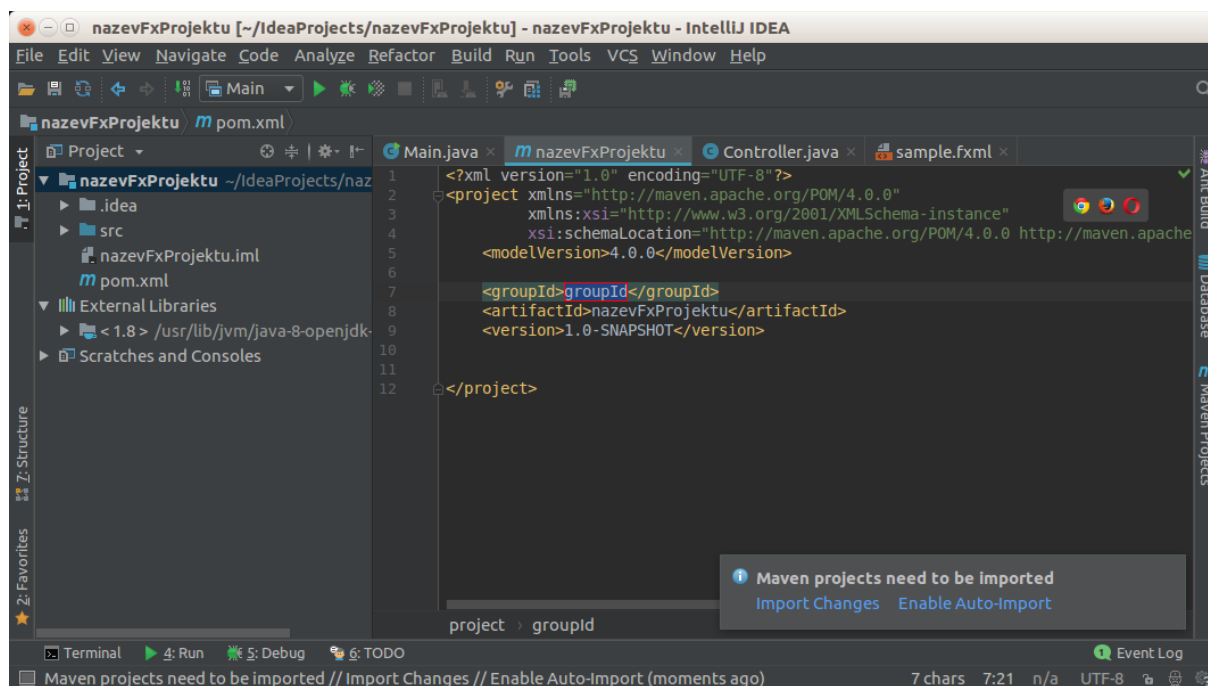 nazevFxProjektu [~/IdeaProjects/nazevFxProjektu] - nazevFxProjektu - IntelliJ IDEA
File Edit View Navigate Code Analyze Refactor Build Run Tools VCS Window Help
Main
nazevFxProjektu m pom.xml
1: Project
7: Structure
2: Favorites
Project
nazevFxProjektu ~/IdeaProjects/naz
.idea
src
nazevFxProjektu.iml
m pom.xml
External Libraries
< 1.8 > /usr/lib/jvm/java-8-openjdk-
Scratches and Consoles
Main.java m nazevFxProjektu Controller.java sample.fxml
1 <?xml version="1.0" encoding="UTF-8"?>
2 <project xmlns="http://maven.apache.org/POM/4.0.0"
3 xmlns:xsi="http://www.w3.org/2001/XMLSchema-instance"
4 xsi:schemaLocation="http://maven.apache.org/POM/4.0.0 http://maven.apache
5 <modelVersion>4.0.0</modelVersion>
6
7 <groupId>groupId</groupId>
8 <artifactId>nazevFxProjektu</artifactId>
9 <version>1.0-SNAPSHOT</version>
10
11
12 </project>
Ant Build
Database
m Maven Projects
Maven projects need to be imported
Import Changes Enable Auto-Import
project › groupId
Terminal 4: Run 5: Debug 6: TODO 1 Event Log
Maven projects need to be imported // Import Changes // Enable Auto-Import (moments ago) 7 chars 7:21 n/a UTF-8